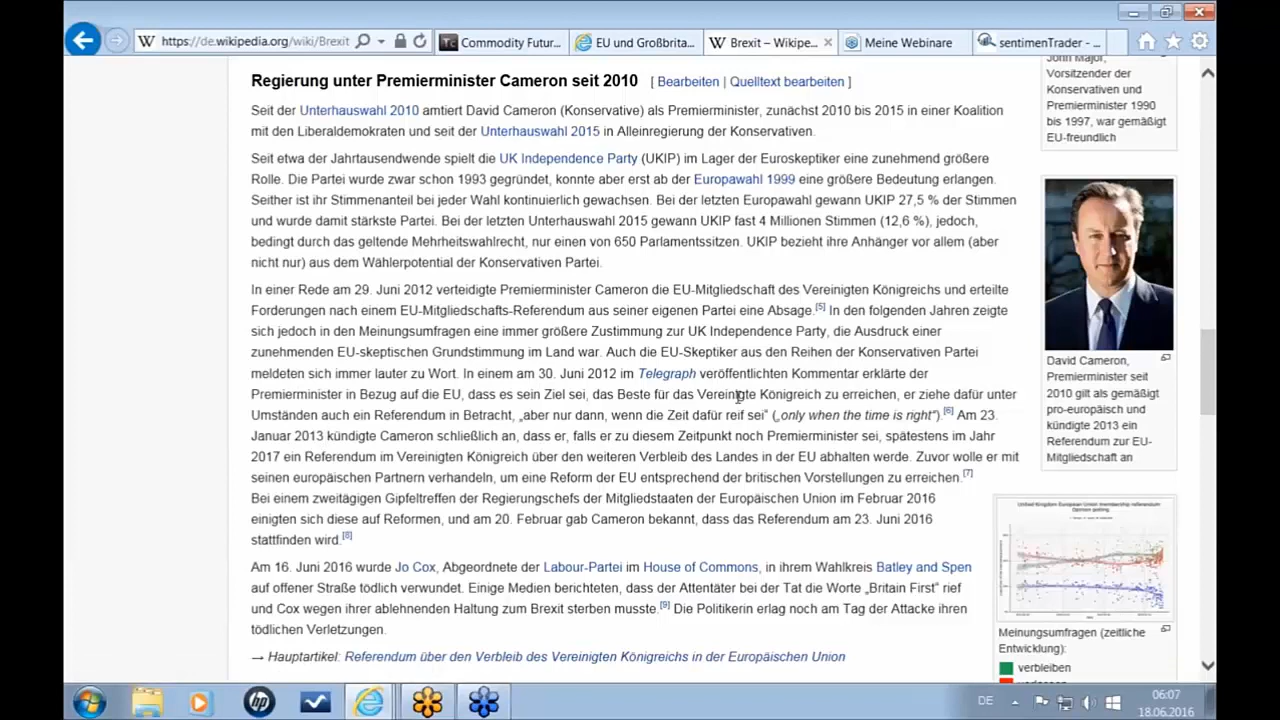 https://de.wikipedia.org/wiki/Brexit
Commodity Futur...
EU und Großbrita...
Brexit – Wikipe...
Meine Webinare
sentimenTrader - ...
Regierung unter Premierminister Cameron seit 2010 [ Bearbeiten | Quelltext bearbeiten ]
Seit der Unterhauswahl 2010 amtiert David Cameron (Konservative) als Premierminister, zunächst 2010 bis 2015 in einer Koalition
mit den Liberaldemokraten und seit der Unterhauswahl 2015 in Alleinregierung der Konservativen.
Seit etwa der Jahrtausendwende spielt die UK Independence Party (UKIP) im Lager der Euroskeptiker eine zunehmend größere
Rolle. Die Partei wurde zwar schon 1993 gegründet, konnte aber erst ab der Europawahl 1999 eine größere Bedeutung erlangen.
Seither ist ihr Stimmenanteil bei jeder Wahl kontinuierlich gewachsen. Bei der letzten Europawahl gewann UKIP 27,5 % der Stimmen
und wurde damit stärkste Partei. Bei der letzten Unterhauswahl 2015 gewann UKIP fast 4 Millionen Stimmen (12,6 %), jedoch,
bedingt durch das geltende Mehrheitswahlrecht, nur einen von 650 Parlamentssitzen. UKIP bezieht ihre Anhänger vor allem (aber
nicht nur) aus dem Wählerpotential der Konservativen Partei.
In einer Rede am 29. Juni 2012 verteidigte Premierminister Cameron die EU-Mitgliedschaft des Vereinigten Königreichs und erteilte
Forderungen nach einem EU-Mitgliedschafts-Referendum aus seiner eigenen Partei eine Absage.[5] In den folgenden Jahren zeigte
sich jedoch in den Meinungsumfragen eine immer größere Zustimmung zur UK Independence Party, die Ausdruck einer
zunehmenden EU-skeptischen Grundstimmung im Land war. Auch die EU-Skeptiker aus den Reihen der Konservativen Partei
meldeten sich immer lauter zu Wort. In einem am 30. Juni 2012 im Telegraph veröffentlichten Kommentar erklärte der
Premierminister in Bezug auf die EU, dass es sein Ziel sei, das Beste für das Vereinigte Königreich zu erreichen, er ziehe dafür unter
Umständen auch ein Referendum in Betracht, „aber nur dann, wenn die Zeit dafür reif sei“ („only when the time is right“).[6] Am 23.
Januar 2013 kündigte Cameron schließlich an, dass er, falls er zu diesem Zeitpunkt noch Premierminister sei, spätestens im Jahr
2017 ein Referendum im Vereinigten Königreich über den weiteren Verbleib des Landes in der EU abhalten werde. Zuvor wolle er mit
seinen europäischen Partnern verhandeln, um eine Reform der EU entsprechend der britischen Vorstellungen zu erreichen.[7]
Bei einem zweitägigen Gipfeltreffen der Regierungschefs der Mitgliedstaaten der Europäischen Union im Februar 2016
einigten sich diese auf Reformen, und am 20. Februar gab Cameron bekannt, dass das Referendum am 23. Juni 2016
stattfinden wird.[8]
Am 16. Juni 2016 wurde Jo Cox, Abgeordnete der Labour-Partei im House of Commons, in ihrem Wahlkreis Batley and Spen
auf offener Straße tödlich verwundet. Einige Medien berichteten, dass der Attentäter bei der Tat die Worte „Britain First“ rief
und Cox wegen ihrer ablehnenden Haltung zum Brexit sterben musste.[9] Die Politikerin erlag noch am Tag der Attacke ihren
tödlichen Verletzungen.
→ Hauptartikel: Referendum über den Verbleib des Vereinigten Königreichs in der Europäischen Union
John Major,
Vorsitzender der
Konservativen und
Premierminister 1990
bis 1997, war gemäßigt
EU-freundlich
David Cameron,
Premierminister seit
2010 gilt als gemäßigt
pro-europäisch und
kündigte 2013 ein
Referendum zur EU-
Mitgliedschaft an
United Kingdom European Union membership referendum
Opinion polling
Meinungsumfragen (zeitliche
Entwicklung):
verbleiben
hp
DE
06:07
18.06.2016